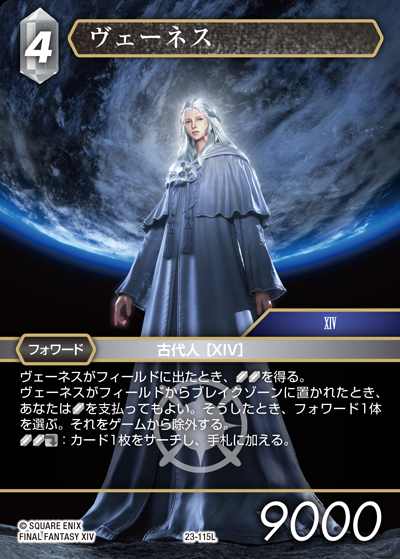 4
ヴェーネス
XIV
フォワード
古代人 [XIV]
ヴェーネスがフィールドに出たとき、を得る。
ヴェーネスがフィールドからブレイクゾーンに置かれたとき、
あなたはを支払ってもよい。そうしたとき、フォワード1体
を選ぶ。それをゲームから除外する。
:カード1枚をサーチし、手札に加える。
© SQUARE ENIX
FINAL FANTASY XIV
23-115L
9000